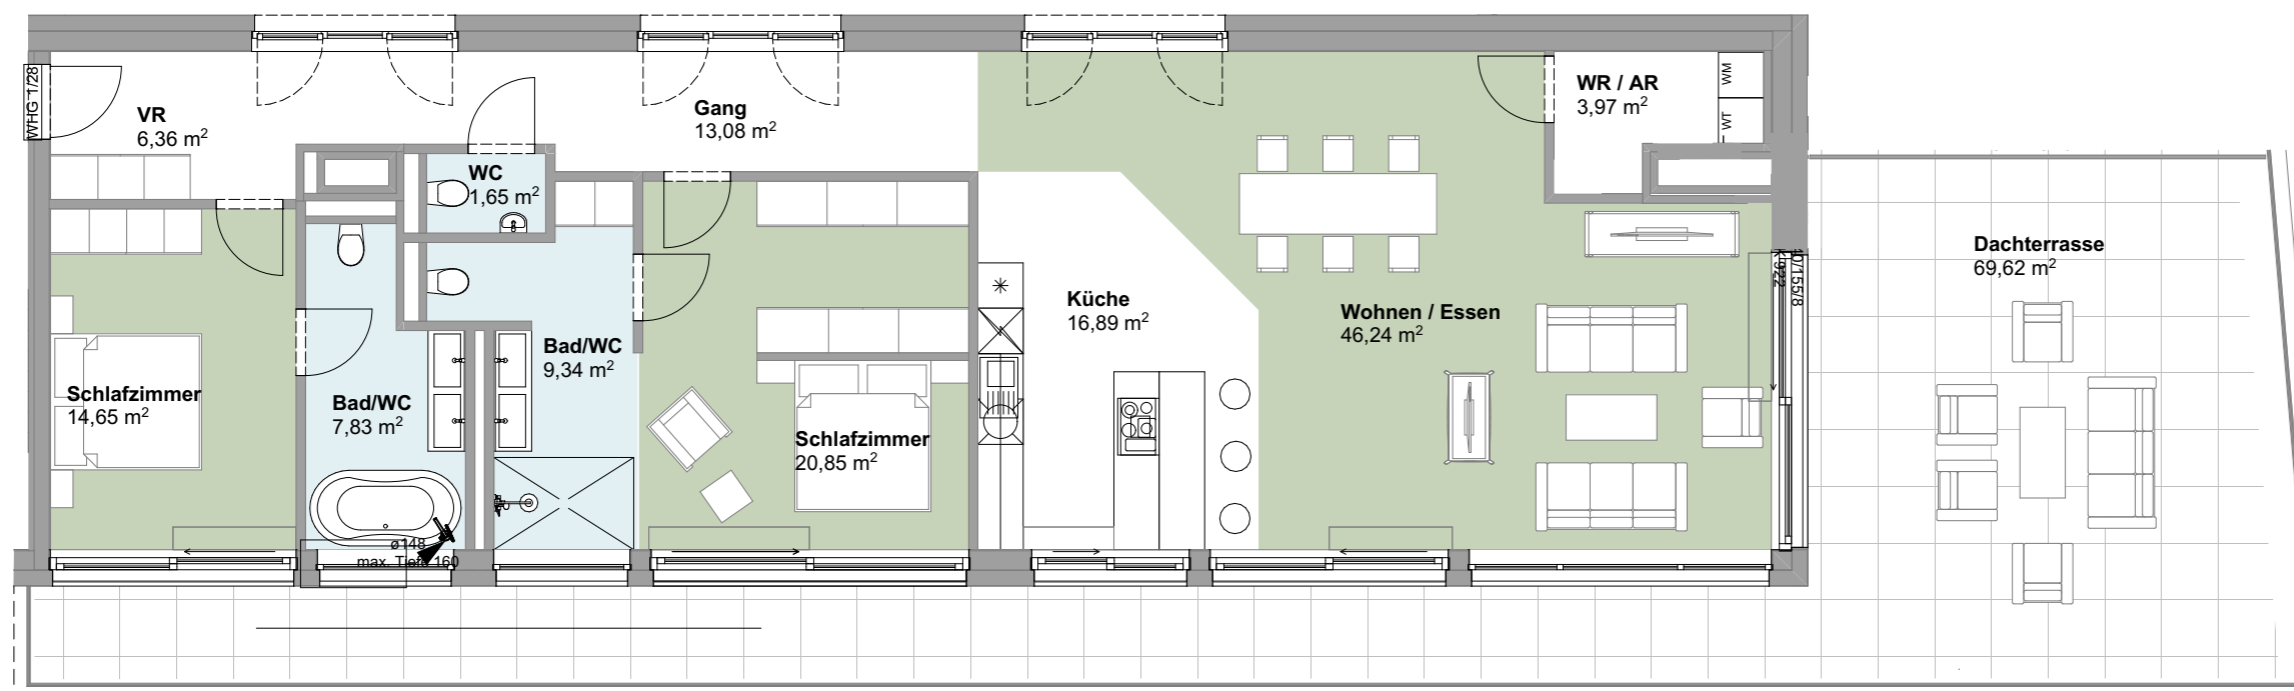 WHG 1/28
VR
6,36 m²
Gang
13,08 m²
WR / AR
3,97 m²
WM
WT
WC
1,65 m²
Dachterrasse
69,62 m²
Küche
16,89 m²
Wohnen / Essen
46,24 m²
Bad/WC
9,34 m²
Schlafzimmer
14,65 m²
Bad/WC
7,83 m²
Schlafzimmer
20,85 m²
ø148
max. Tiefe 160